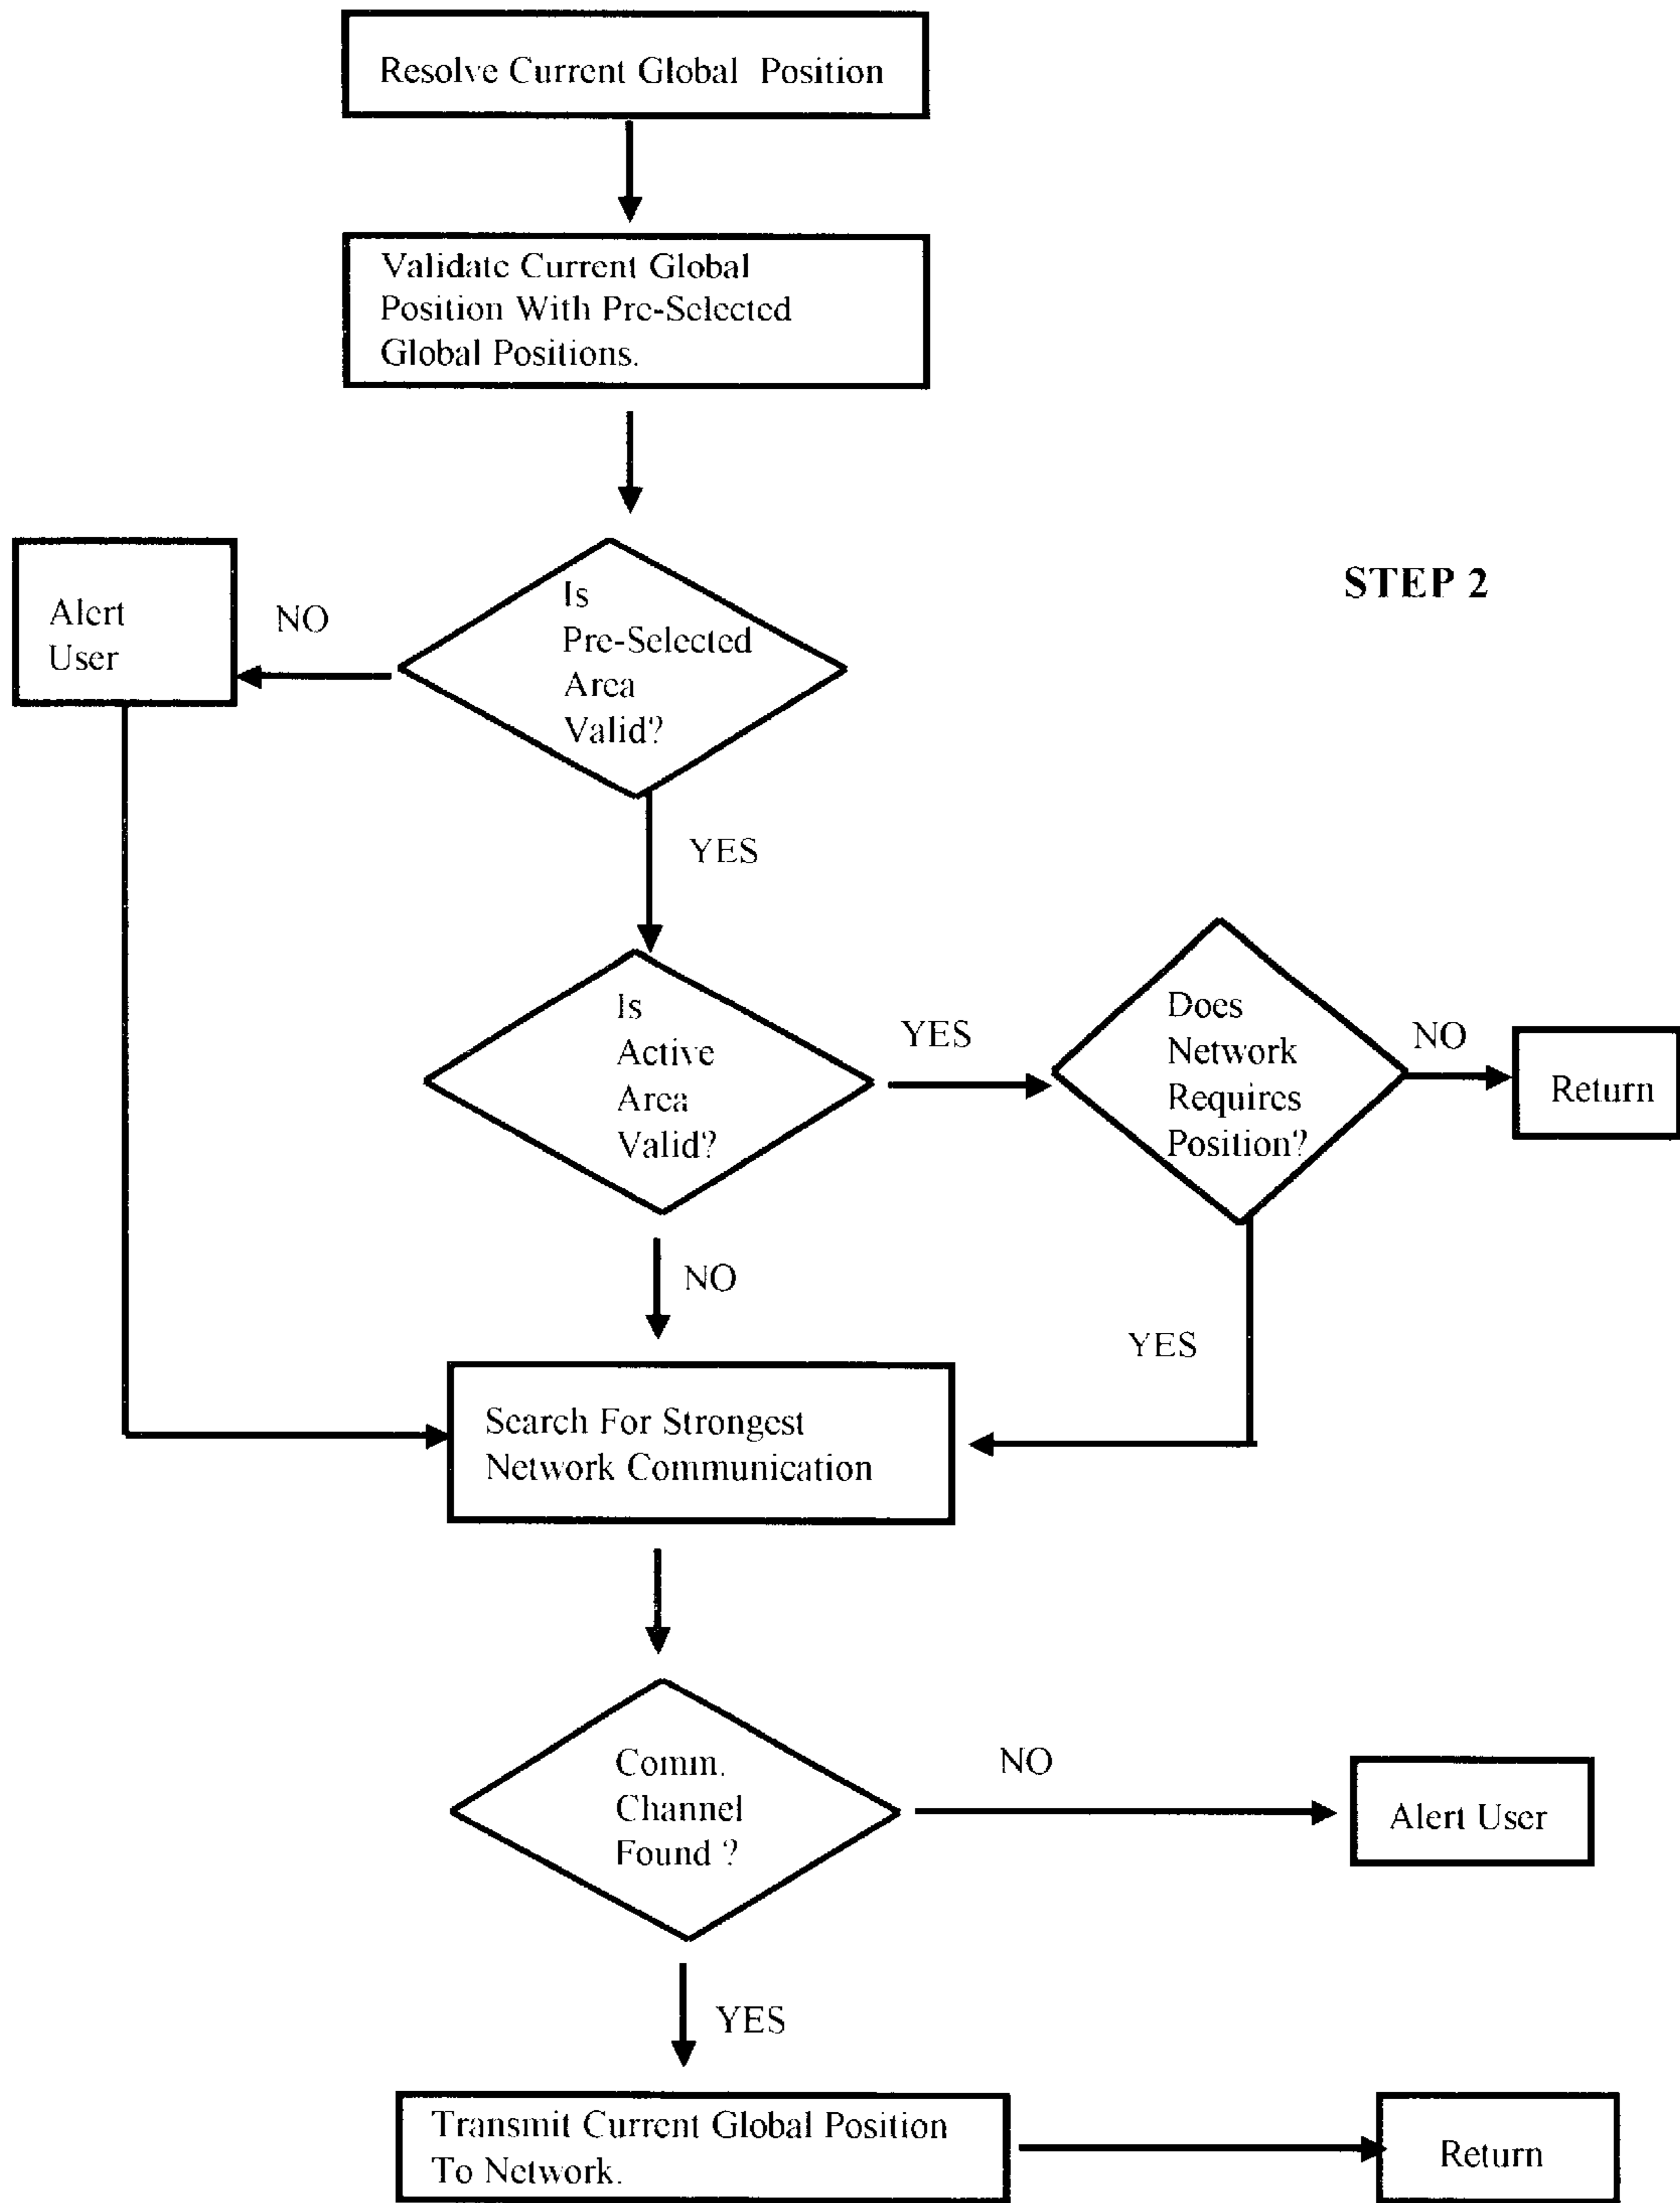 Resolve Current Global Position
Validate Current Global
Position With Pre-Selected
Global Positions.
STEP 2
Alert
User
NO
Is
Pre-Selected
Area
Valid?
YES
Is
Active
Area
Valid?
YES
Does
Network
Requires
Position?
NO
Return
NO
YES
Search For Strongest
Network Communication
Comm.
Channel
Found ?
NO
Alert User
YES
Transmit Current Global Position
To Network.
Return